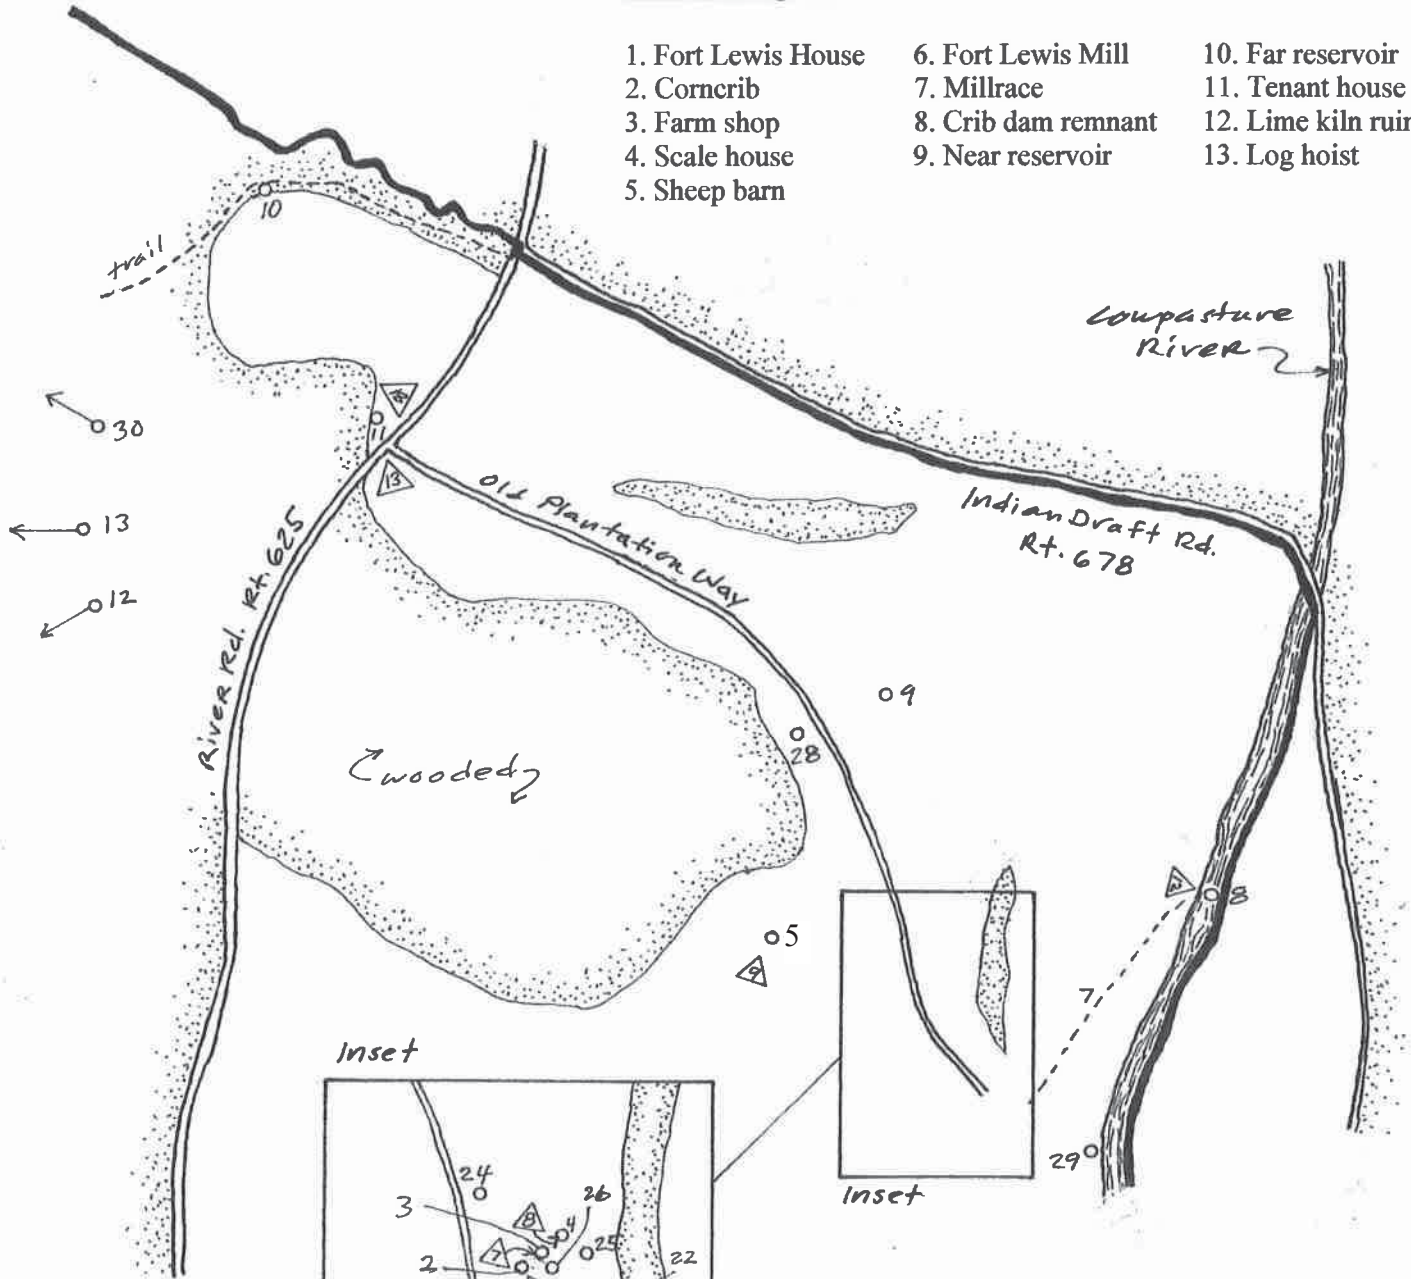 1. Fort Lewis House
2. Corncrib
3. Farm shop
4. Scale house
5. Sheep barn
6. Fort Lewis Mill
7. Millrace
8. Crib dam remnant
9. Near reservoir
10. Far reservoir
11. Tenant house
12. Lime kiln ruin
13. Log hoist
10
trail
Cowpasture
River
30
11
13
13
12
Old Plantation Way
Indian Draft Rd.
Rt. 678
River Rd. Rt. 625
9
28
wooded
8
5
9
7
Inset
29
Inset
24
26
3
8
4
7
25
2
22